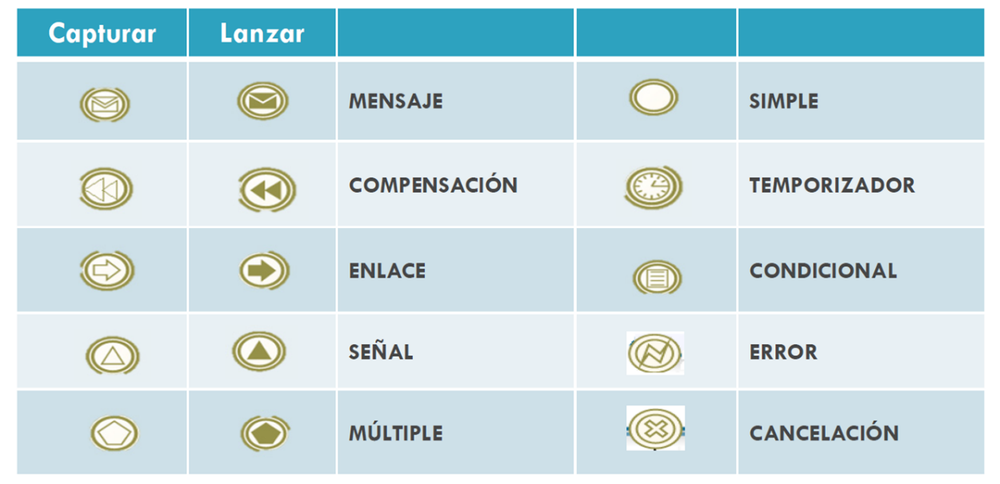 Capturar Lanzar
MENSAJE SIMPLE
COMPENSACIÓN TEMPORIZADOR
ENLACE CONDICIONAL
SEÑAL ERROR
MÚLTIPLE CANCELACIÓN